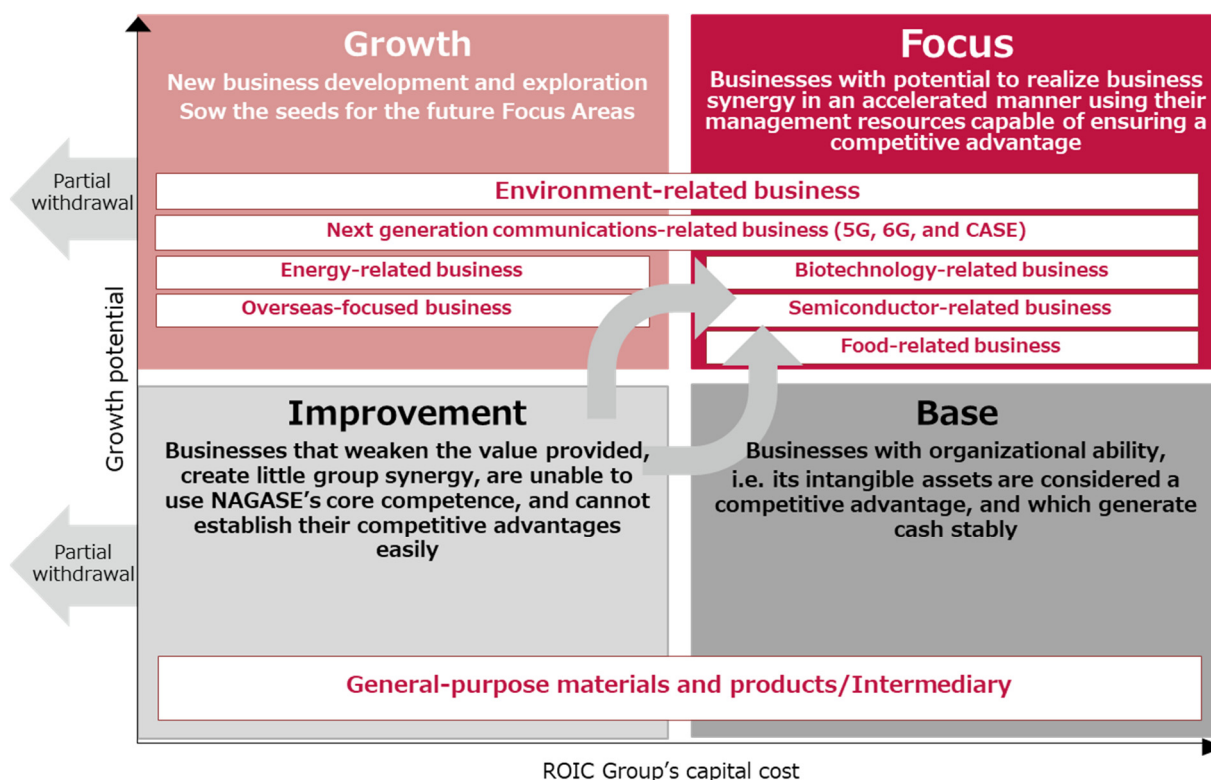 Growth
New business development and exploration
Sow the seeds for the future Focus Areas
Focus
Businesses with potential to realize business
synergy in an accelerated manner using their
management resources capable of ensuring a
competitive advantage
Partial
withdrawal
Environment-related business
Next generation communications-related business (5G, 6G, and CASE)
Energy-related business
Biotechnology-related business
Overseas-focused business
Semiconductor-related business
Food-related business
Growth potential
Improvement
Businesses that weaken the value provided,
create little group synergy, are unable to
use NAGASE's core competence, and cannot
establish their competitive advantages
easily
Base
Businesses with organizational ability,
i.e. its intangible assets are considered a
competitive advantage, and which generate
cash stably
Partial
withdrawal
General-purpose materials and products/Intermediary
ROIC Group's capital cost